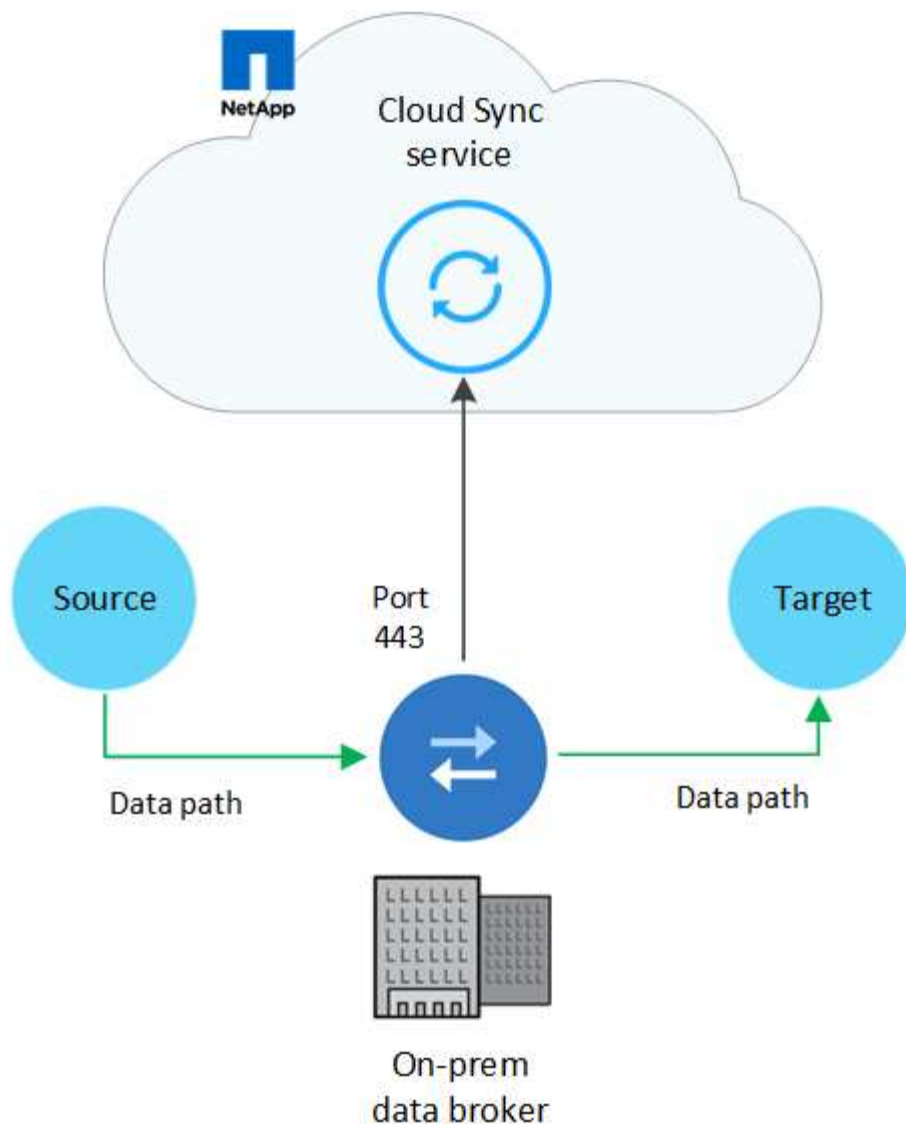 NetApp
Cloud Sync
service
Source
Port
443
Target
Data path
Data path
On-prem
data broker